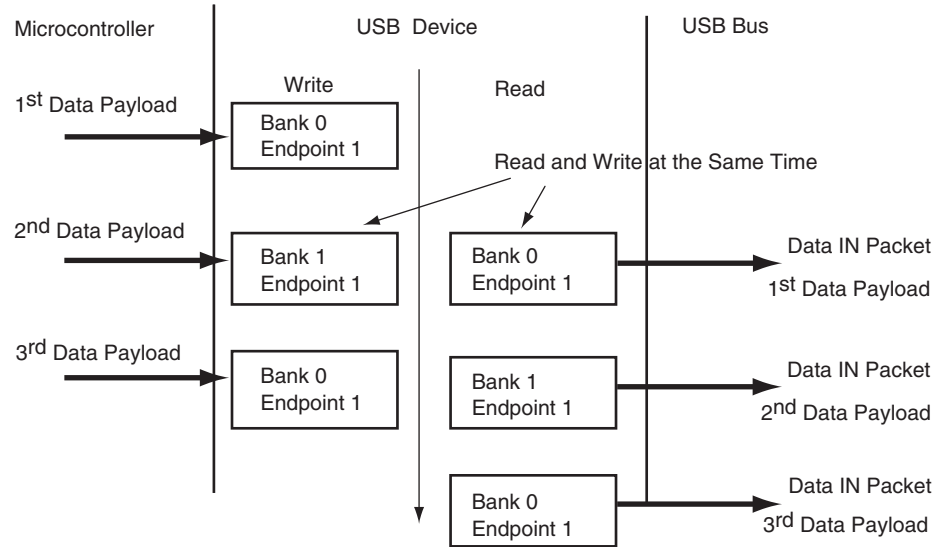 Microcontroller
USB Device
USB Bus
Write
Read
1st Data Payload
Bank 0
Endpoint 1
Read and Write at the Same Time
2nd Data Payload
Bank 1
Endpoint 1
Bank 0
Endpoint 1
Data IN Packet
1st Data Payload
3rd Data Payload
Bank 0
Endpoint 1
Bank 1
Endpoint 1
Data IN Packet
2nd Data Payload
Bank 0
Endpoint 1
Data IN Packet
3rd Data Payload